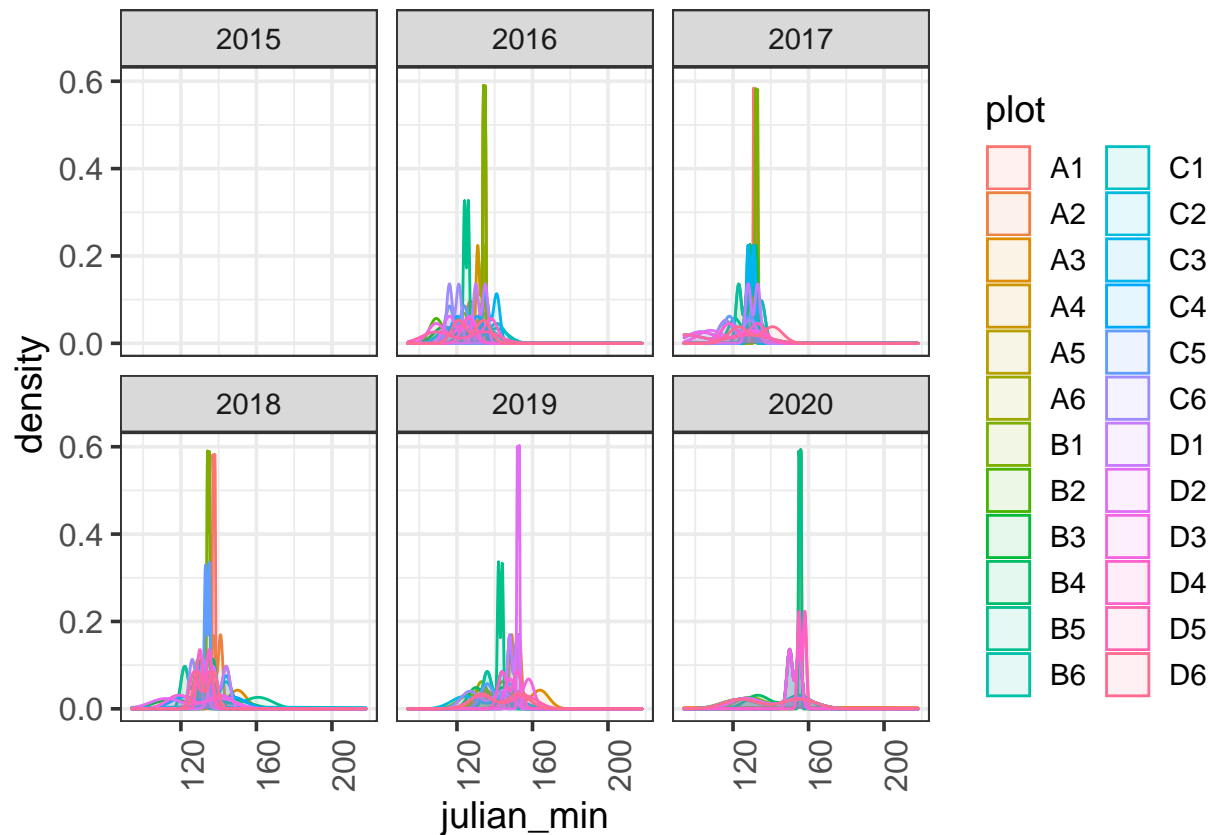 2015 2016 2017
0.6
0.4
0.2
0.0
2018 2019 2020
0.6
0.4
0.2
0.0
120 160 200 120 160 200 120 160 200
julian_min
density
plot
A1 C1
A2 C2
A3 C3
A4 C4
A5 C5
A6 C6
B1 D1
B2 D2
B3 D3
B4 D4
B5 D5
B6 D6